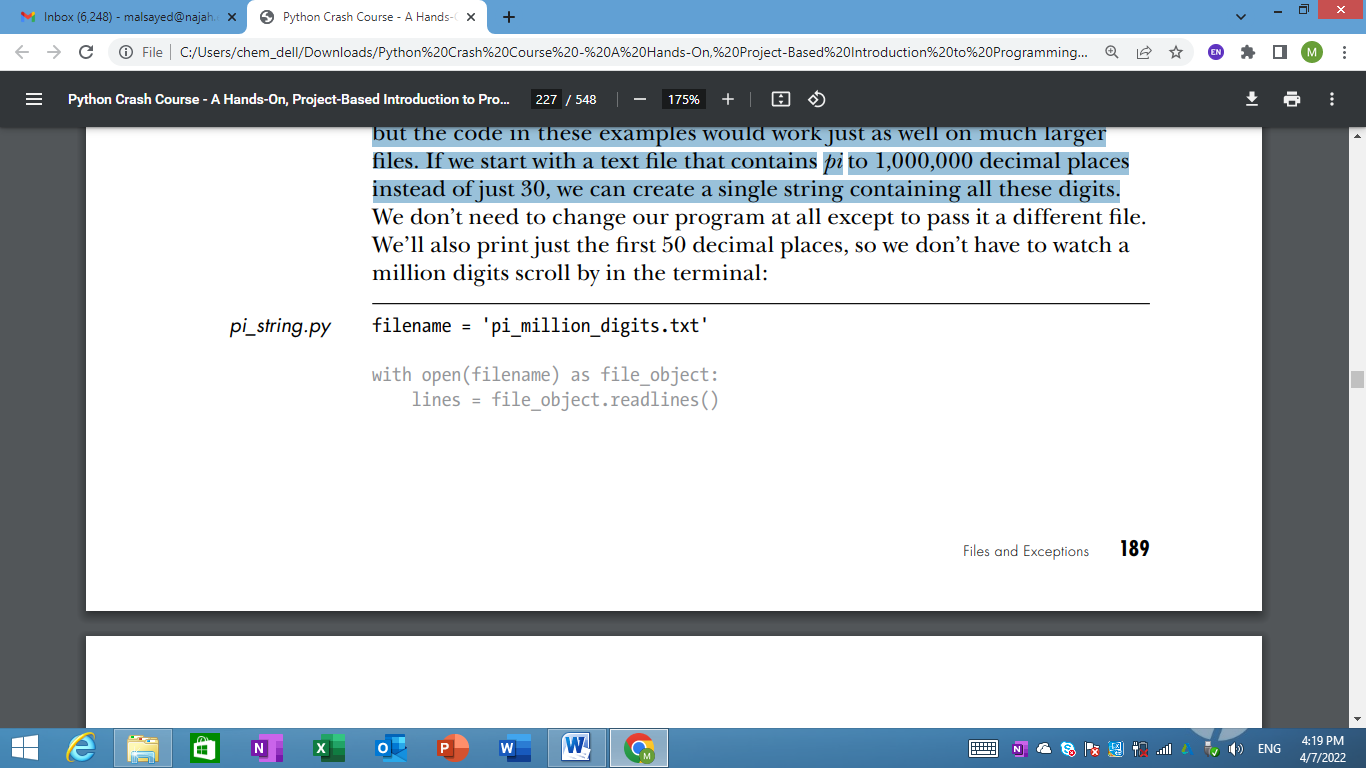 Inbox (6,248) - malsayed@najah.
Python Crash Course - A Hands-
File
C:/Users/chem_dell/Downloads/Python%20Crash%20Course%20-%20A%20Hands-On,%20Project-Based%20Introduction%20to%20Programming...
EN
M
Python Crash Course - A Hands-On, Project-Based Introduction to Pro...
227 / 548
175%
but the code in these examples would work just as well on much larger
files. If we start with a text file that contains pi to 1,000,000 decimal places
instead of just 30, we can create a single string containing all these digits.
We don’t need to change our program at all except to pass it a different file.
We’ll also print just the first 50 decimal places, so we don’t have to watch a
million digits scroll by in the terminal:
pi_string.py
filename = 'pi_million_digits.txt'
with open(filename) as file_object:
lines = file_object.readlines()
Files and Exceptions 189
ENG
4:19 PM
4/7/2022